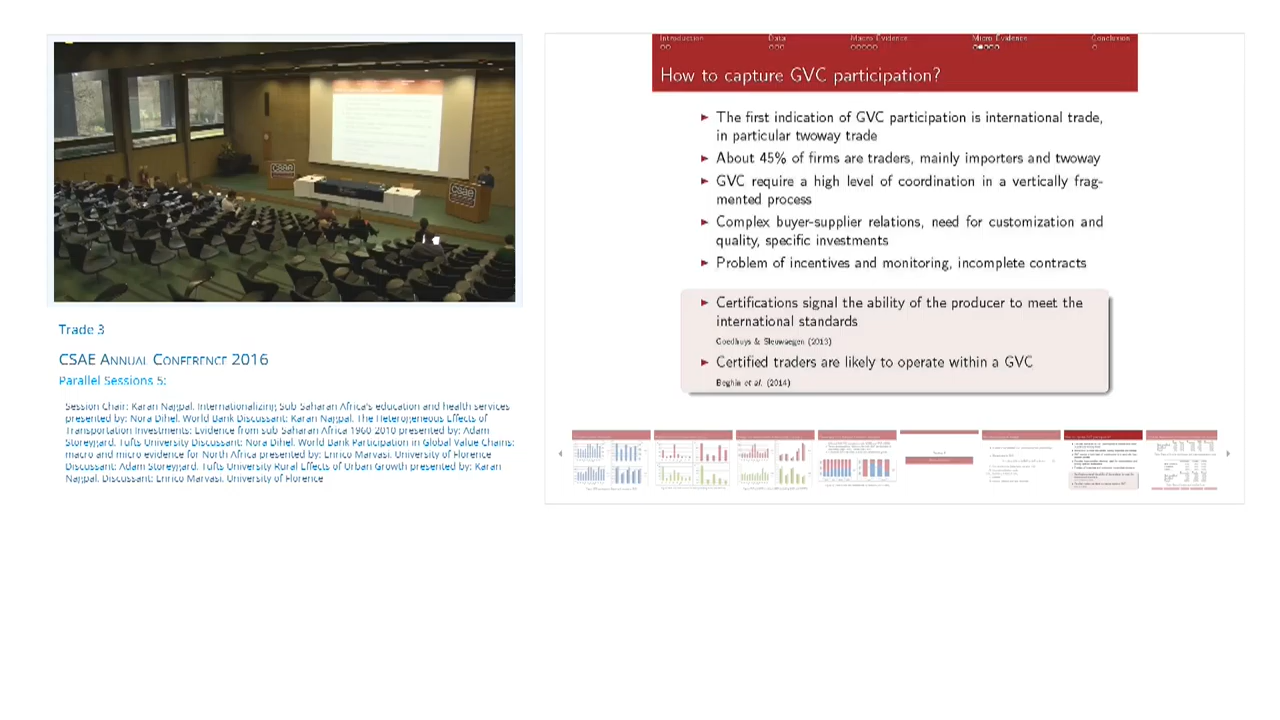 CSAE
CSAE
Trade 3
CSAE ANNUAL CONFERENCE 2016
Parallel Sessions 5:
Session Chair: Karan Nagpal. Internationalizing Sub Saharan Africa's education and health services
presented by: Nora Dihel. World Bank Discussant: Karan Nagpal. The Heterogeneous Effects of
Transportation Investments: Evidence from sub Saharan Africa 1960 2010 presented by: Adam
Storeygard. Tufts University Discussant: Nora Dihel. World Bank Participation in Global Value Chains:
macro and micro evidence for North Africa presented by: Enrico Marvasi. University of Florence
Discussant: Adam Storeygard. Tufts University Rural Effects of Urban Growth presented by: Karan
Nagpal. Discussant: Enrico Marvasi. University of Florence
Introduction Data Macro Evidence Micro Evidence Conclusion
How to capture GVC participation?
► The first indication of GVC participation is international trade,
in particular twoway trade
► About 45% of firms are traders, mainly importers and twoway
► GVC require a high level of coordination in a vertically frag-
mented process
► Complex buyer-supplier relations, need for customization and
quality, specific investments
► Problem of incentives and monitoring, incomplete contracts
► Certifications signal the ability of the producer to meet the
international standards
Goedhuys & Sleuwaegen (2013)
► Certified traders are likely to operate within a GVC
Beghin et al. (2014)